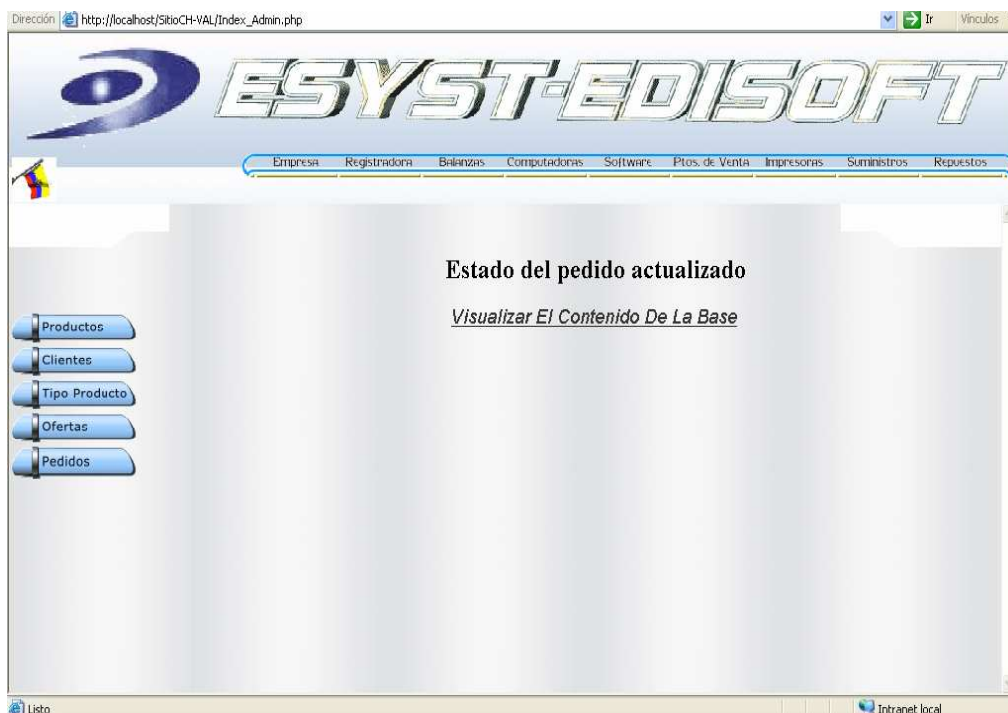 Dirección http://localhost/SitioCH-VAL/Index_Admin.php Ir Vínculos
ESYST-EDISOFT
Empresa Registradora Balanzas Computadoras Software Ptos. de Venta Impresoras Suministros Repuestos
Estado del pedido actualizado
Visualizar El Contenido De La Base
Productos
Clientes
Tipo Producto
Ofertas
Pedidos
Listo Intranet local